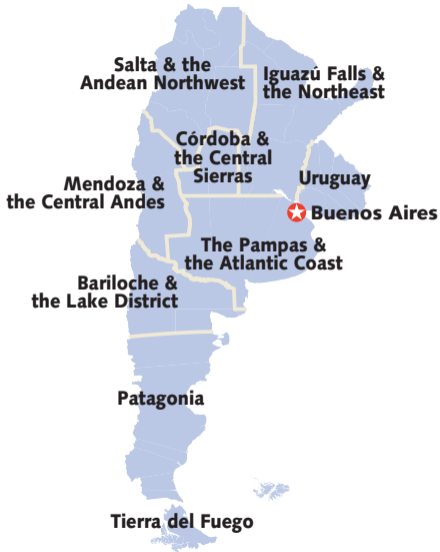 Salta & the
Andean Northwest
Iguazú Falls &
the Northeast
Córdoba &
the Central
Sierras
Mendoza &
the Central Andes
Uruguay
Buenos Aires
The Pampas &
the Atlantic Coast
Bariloche &
the Lake District
Patagonia
Tierra del Fuego